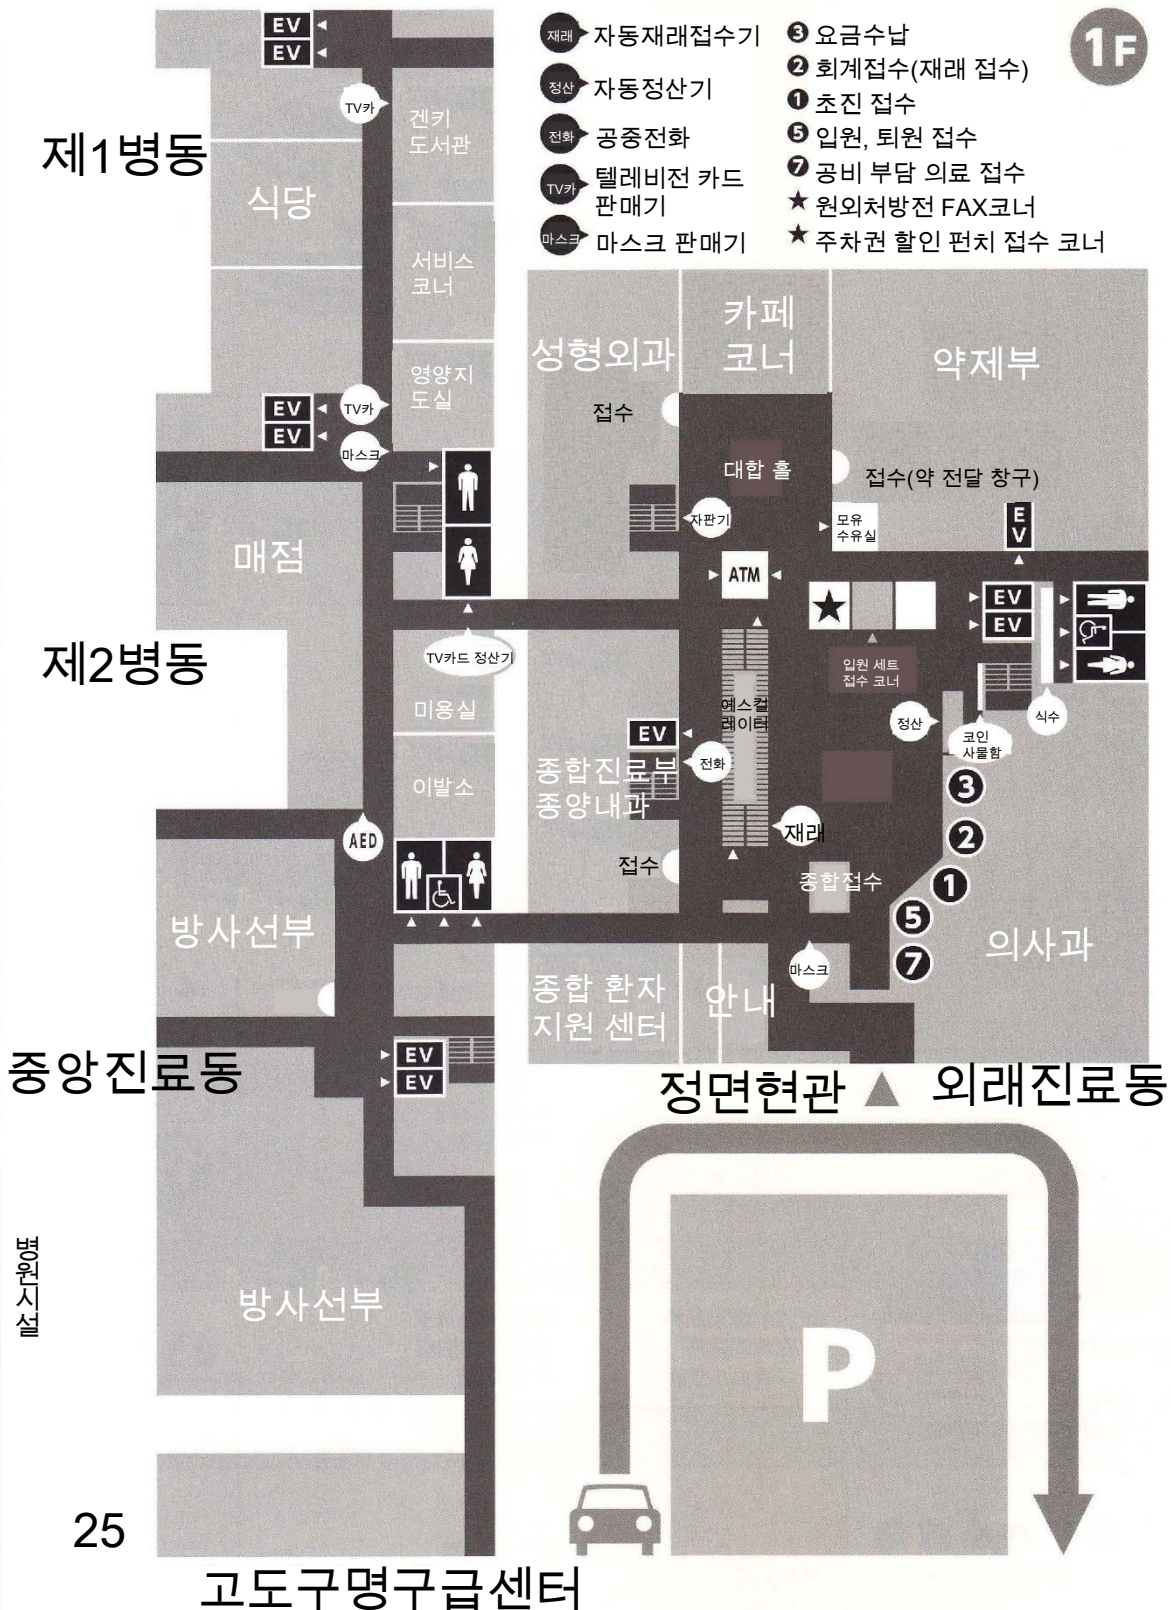 EV
EV
TV카
제1병동
식당
겐키
도서관
서비스
코너
영양지
도실
EV
EV
TV카
마스크
재래 자동재래접수기
정산 자동정산기
전화 공중전화
TV카 텔레비전 카드
판매기
마스크 마스크 판매기
❸ 요금수납
❷ 회계접수(재래 접수)
❶ 초진 접수
❺ 입원, 퇴원 접수
❼ 공비 부담 의료 접수
★ 원외처방전 FAX코너
★ 주차권 할인 펀치 접수 코너
1F
성형외과
접수
카페
코너
약제부
대합 홀
접수(약 전달 창구)
자판기
모유
수유실
E
V
ATM
★
EV
EV
매점
제2병동
TV카드 정산기
미용실
이발소
입원 세트
접수 코너
에스컬
레이터
정산
코인
사물함
식수
EV
전화
종합진료부
종양내과
접수
재래
종합접수
3
2
1
5
7
의사과
AED
방사선부
마스크
종합 환자
지원 센터
안내
EV
EV
중앙진료동
정면현관
외래진료동
병원시설
방사선부
P
25
고도구명구급센터